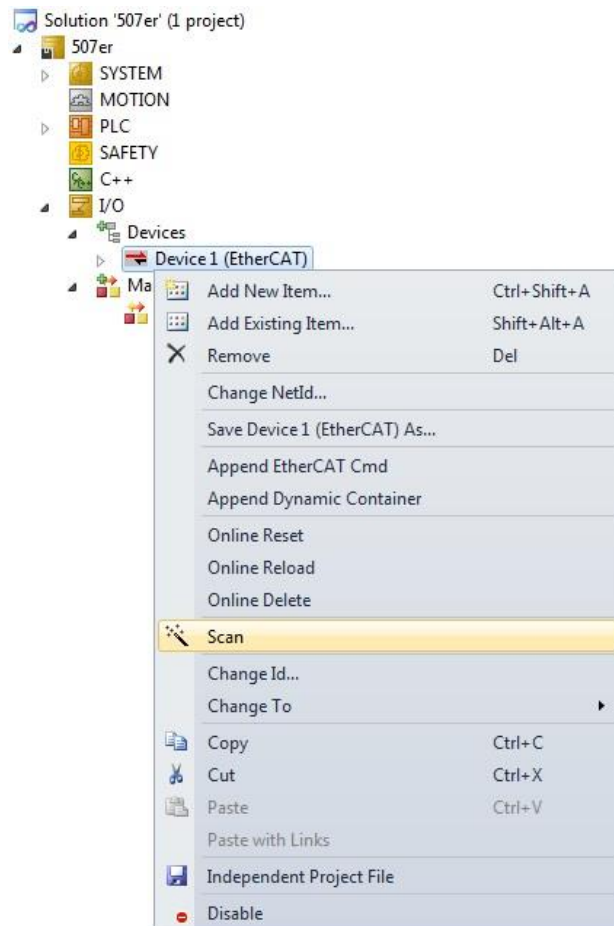 Solution '507er' (1 project)
507er
SYSTEM
MOTION
PLC
SAFETY
C++
I/O
Devices
Device 1 (EtherCAT)
Ma
Add New Item... Ctrl+Shift+A
Add Existing Item... Shift+Alt+A
Remove Del
Change NetId...
Save Device 1 (EtherCAT) As...
Append EtherCAT Cmd
Append Dynamic Container
Online Reset
Online Reload
Online Delete
Scan
Change Id...
Change To
Copy Ctrl+C
Cut Ctrl+X
Paste Ctrl+V
Paste with Links
Independent Project File
Disable